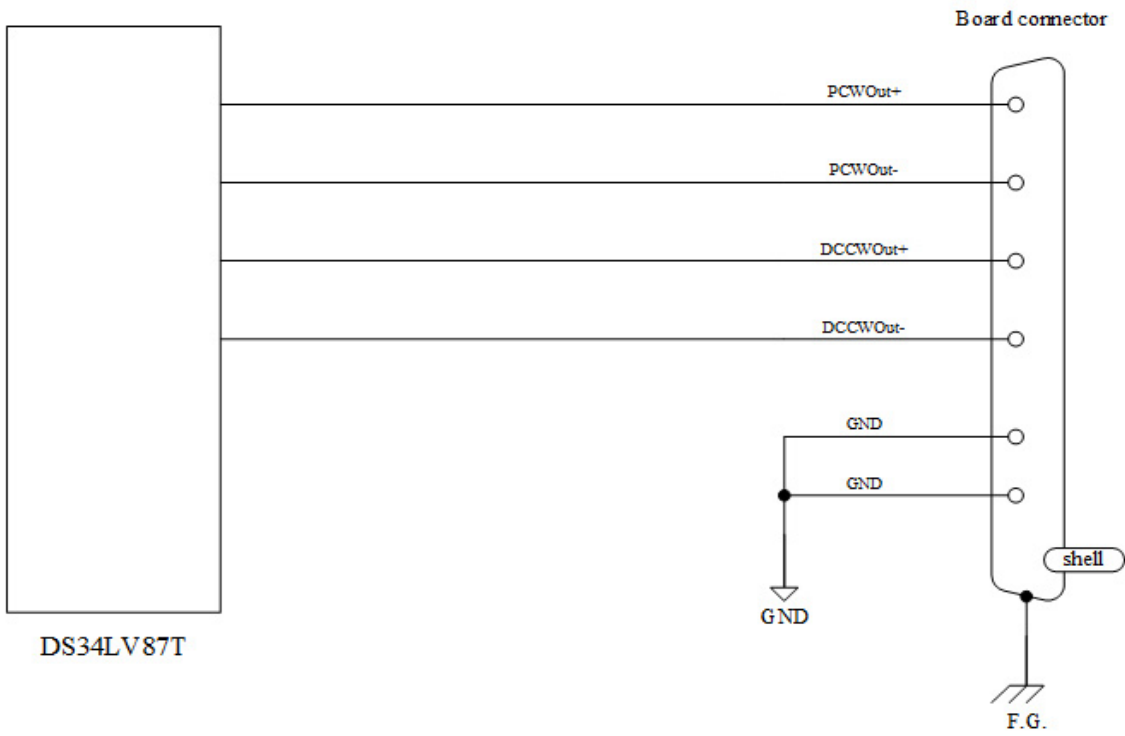 Board connector
PCWOut+
PCWOut-
DCCWOut+
DCCWOut-
GND
GND
shell
GND
DS34LV87T
F.G.